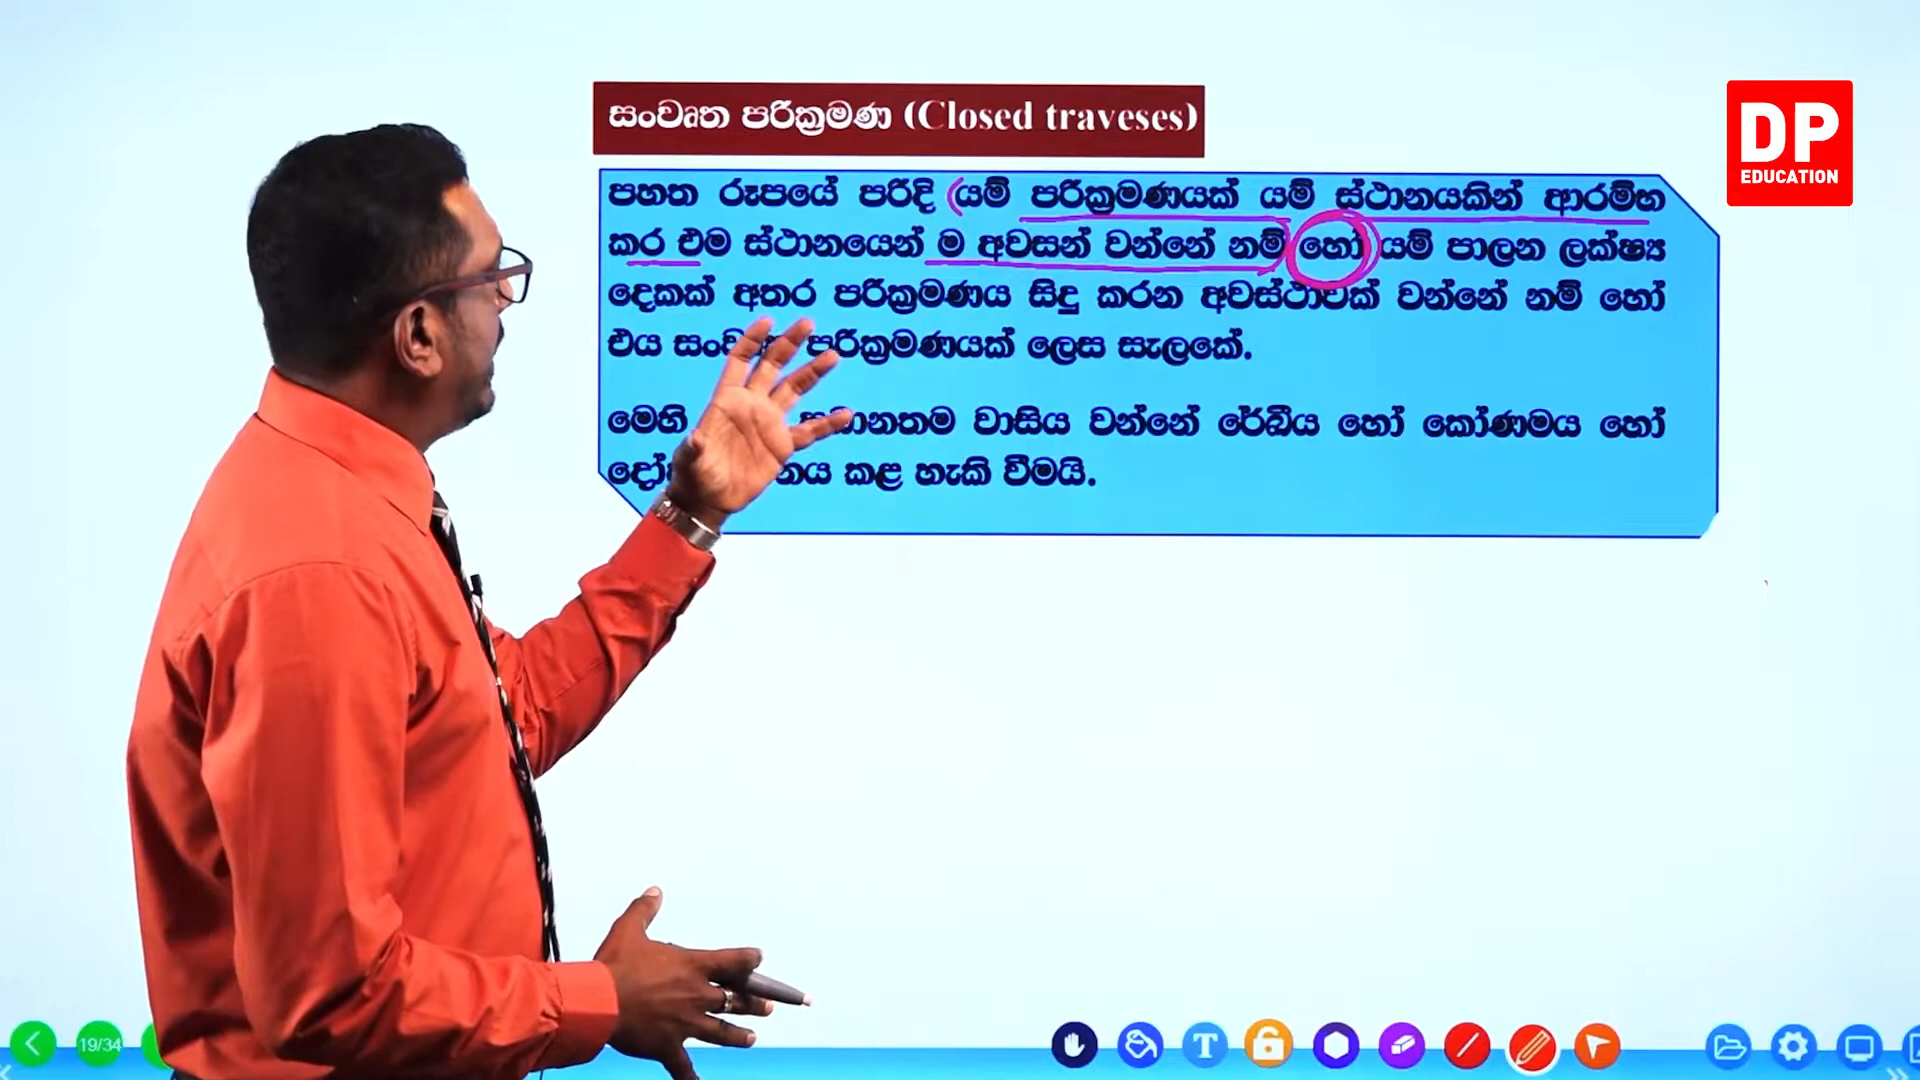 සංවෘත පරික්‍රමණ (Closed traveses)
DP
EDUCATION
පහත රූපයේ පරිදි යම් පරික්‍රමණයක් යම් ස්ථානයකින් ආරම්භ
කර එම ස්ථානයෙන් ම අවසන් වන්නේ නම් හෝ යම් පාලන ලක්ෂ්‍ය
දෙකක් අතර පරික්‍රමණය සිදු කරන අවස්ථාවක් වන්නේ නම් හෝ
එය පරික්‍රමණයක් ලෙස සැලකේ.
මෙහි වාසිය වන්නේ රේඛීය හෝ කෝණමය හෝ
කළ හැකි වීමයි.
19/34
T